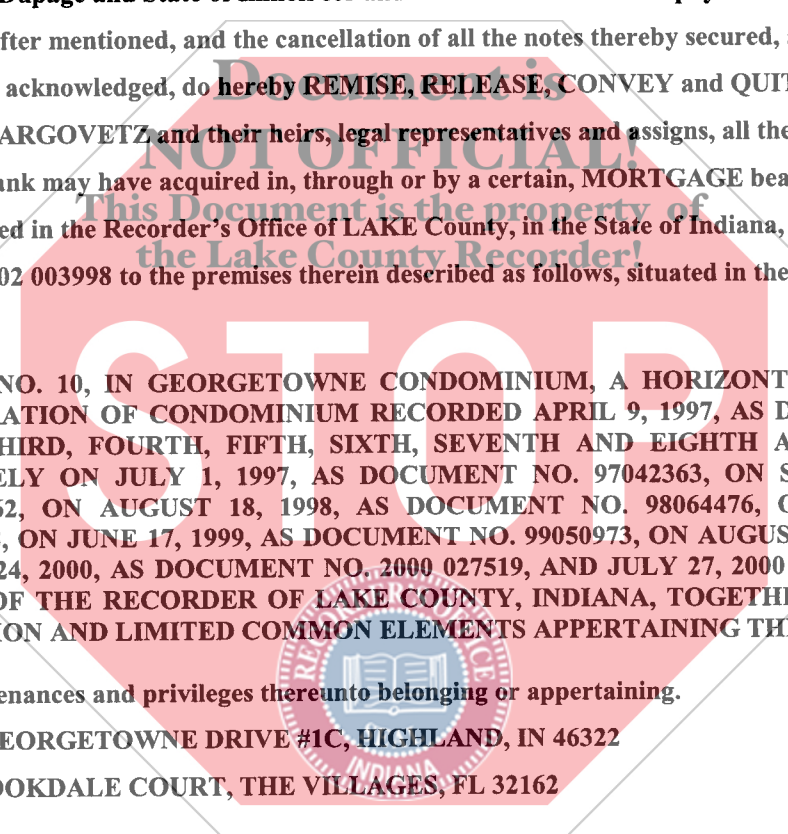 Dupage and State of
fter mentioned, and the cancellation of all the notes thereby secured,
acknowledged, do hereby REMISE, RELEASE, CONVEY and QUIT
Document is
ARGOVETZ and their heirs, legal representatives and assigns, all the
NOT OFFICIAL!
ank may have acquired in, through or by a certain, MORTGAGE bea
This Document is the property of
ed in the Recorder's Office of LAKE County, in the State of Indiana,
the Lake County Recorder!
02 003998 to the premises therein described as follows, situated in the
STOP
NO. 10, IN GEORGETOWNE CONDOMINIUM, A HORIZONT
ATION OF CONDOMINIUM RECORDED APRIL 9, 1997, AS D
HIRD, FOURTH, FIFTH, SIXTH, SEVENTH AND EIGHTH A
ELY ON JULY 1, 1997, AS DOCUMENT NO. 97042363, ON S
52, ON AUGUST 18, 1998, AS DOCUMENT NO. 98064476, O
, ON JUNE 17, 1999, AS DOCUMENT NO. 99050973, ON AUGUS
24, 2000, AS DOCUMENT NO. 2000 027519, AND JULY 27, 2000
OF THE RECORDER OF LAKE COUNTY, INDIANA, TOGETHE
ION AND LIMITED COMMON ELEMENTS APPERTAINING THE
RECORDER'S OFFICE
INDIANA
enances and privileges thereunto belonging or appertaining.
EORGETOWNE DRIVE #1C, HIGHLAND, IN 46322
OOKDALE COURT, THE VILLAGES, FL 32162